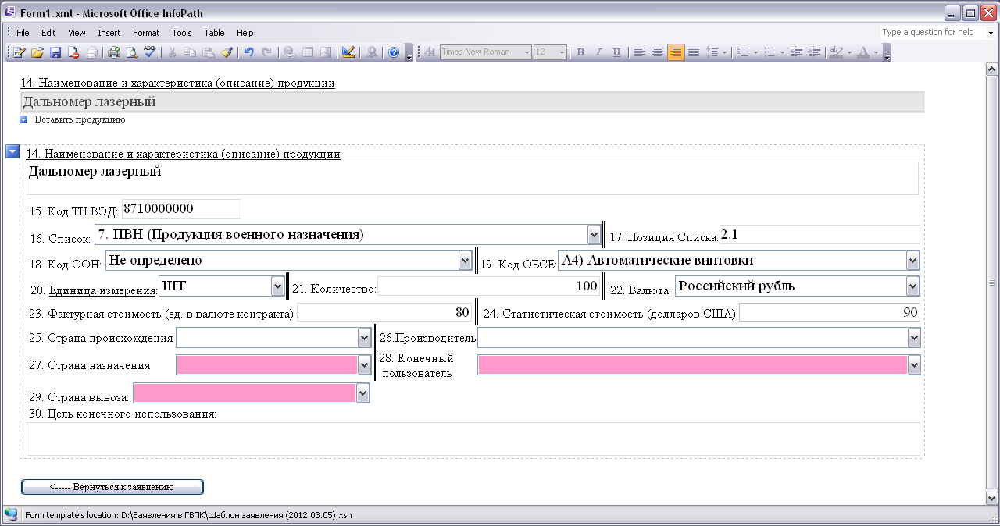 Form1.xml - Microsoft Office InfoPath
File Edit View Insert Format Tools Table Help
Type a question for help
Times New Roman 12 B I U
14. Наименование и характеристика (описание) продукции
Дальномер лазерный
Вставить продукцию
14. Наименование и характеристика (описание) продукции
Дальномер лазерный
15. Код ТН ВЭД: 8710000000
16. Список: 7. ПВН (Продукция военного назначения) 17. Позиция Списка: 2.1
18. Код ООН: Не определено 19. Код ОБСЕ: А4) Автоматические винтовки
20. Единица измерения: ШТ 21. Количество: 100 22. Валюта: Российский рубль
23. Фактурная стоимость (ед. в валюте контракта): 80 24. Статистическая стоимость (долларов США): 90
25. Страна происхождения 26.Производитель
27. Страна назначения 28. Конечный
пользователь
29. Страна вывоза:
30. Цель конечного использования:
<----- Вернуться к заявлению
Form template's location: D:\Заявления в ГВПК\Шаблон заявления (2012.03.05).xsn